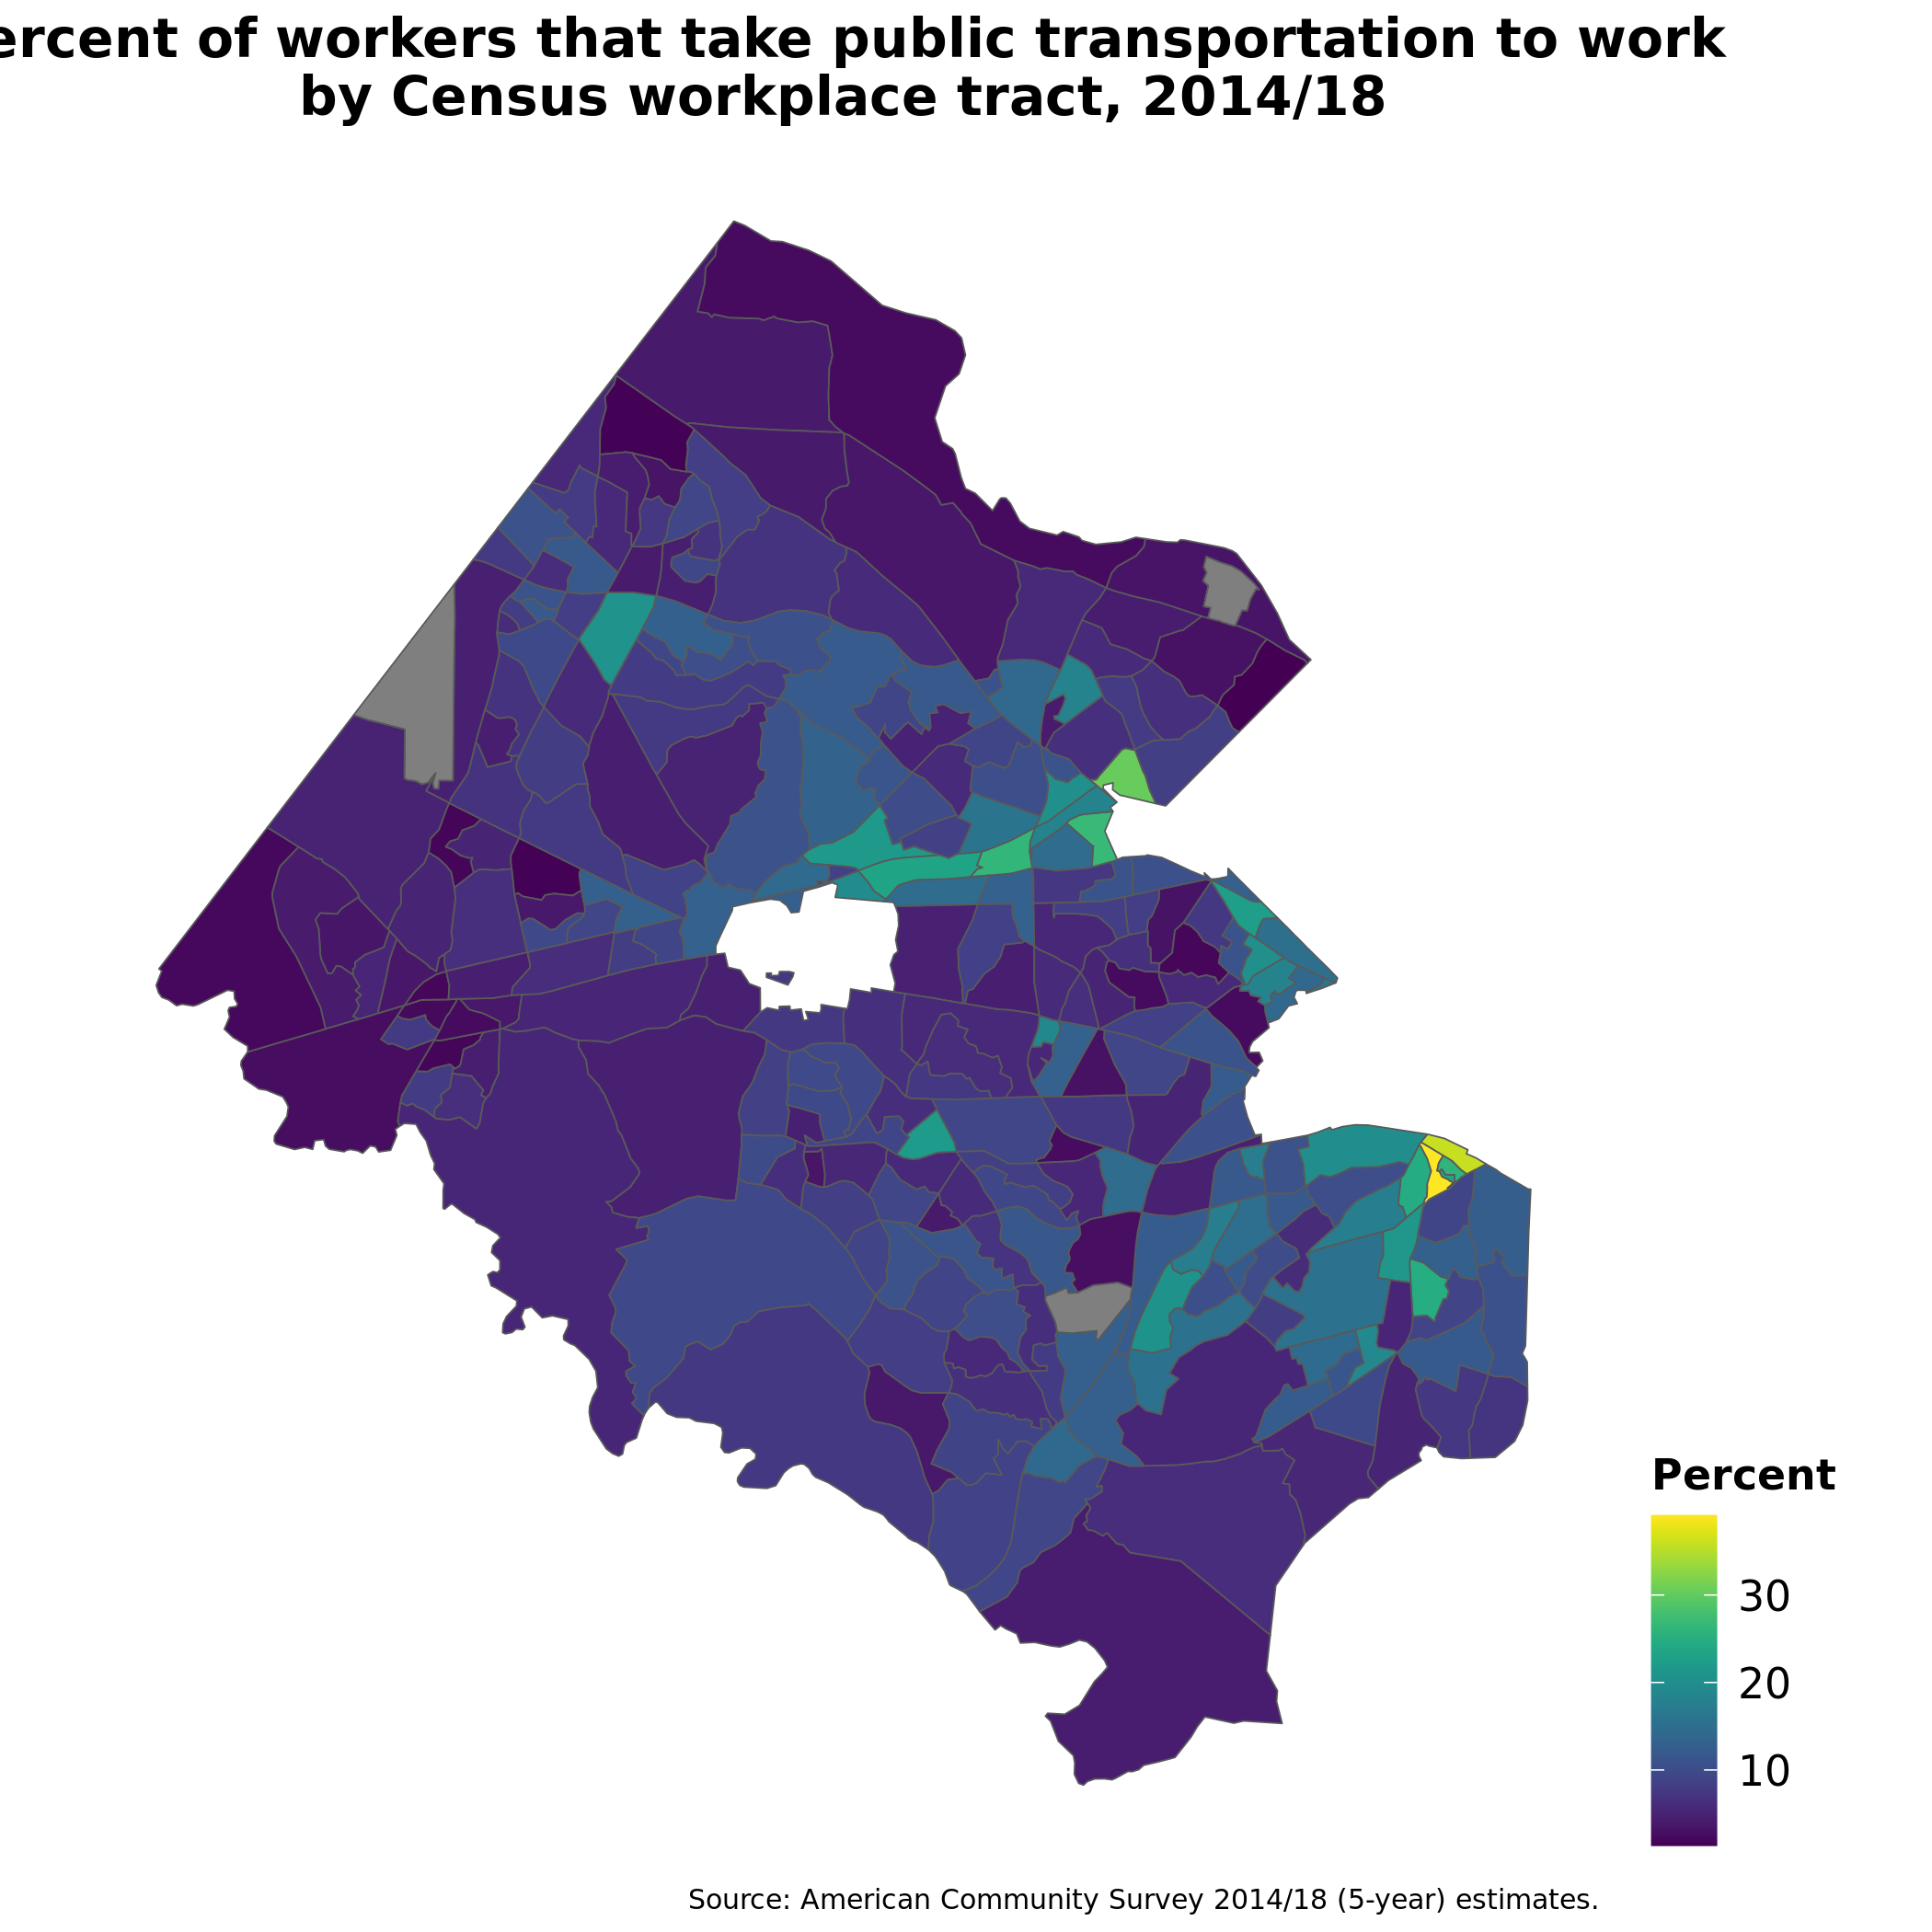 ercent of workers that take public transportation to work
by Census workplace tract, 2014/18
Percent
30
20
10
Source: American Community Survey 2014/18 (5-year) estimates.